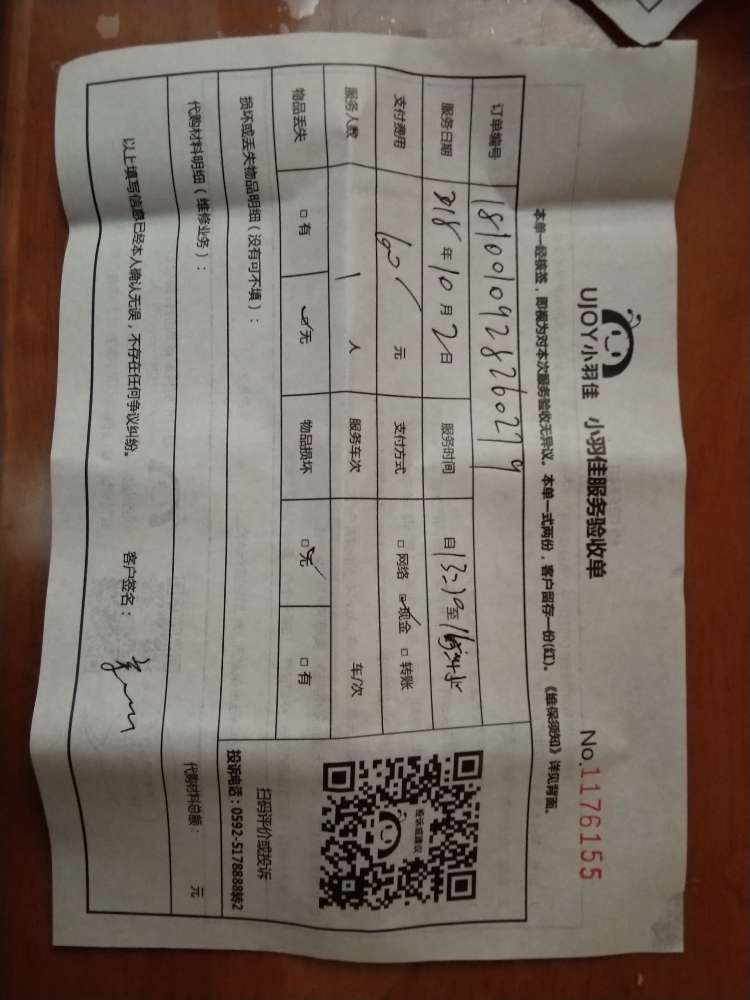 UJOY小羽佳 小羽佳服务验收单 No.1176155
本单一经核签，即视为对本次服务验收无异议。本单一式两份，客户留存一份(红)。《维保须知》详见背面。
订单编号
服务日期 2018 年 10 月 2 日 服务时间 自 13:30 至
支付费用 160 元 支付方式 □ 网络 ☑ 现金 □ 转账
服务人数 1 人 服务车次 车/次
物品丢失 □ 有 ☑ 无 物品损坏 ☑ 无 □ 有
损坏或丢失物品明细（没有可不填）：
投诉或建议
扫码评价或投诉
投诉电话：0592-5178888转2
代购材料明细（维修业务）： 代购材料总额： 元
以上填写信息已经本人确认无误，不存在任何争议纠纷。 客户签名：